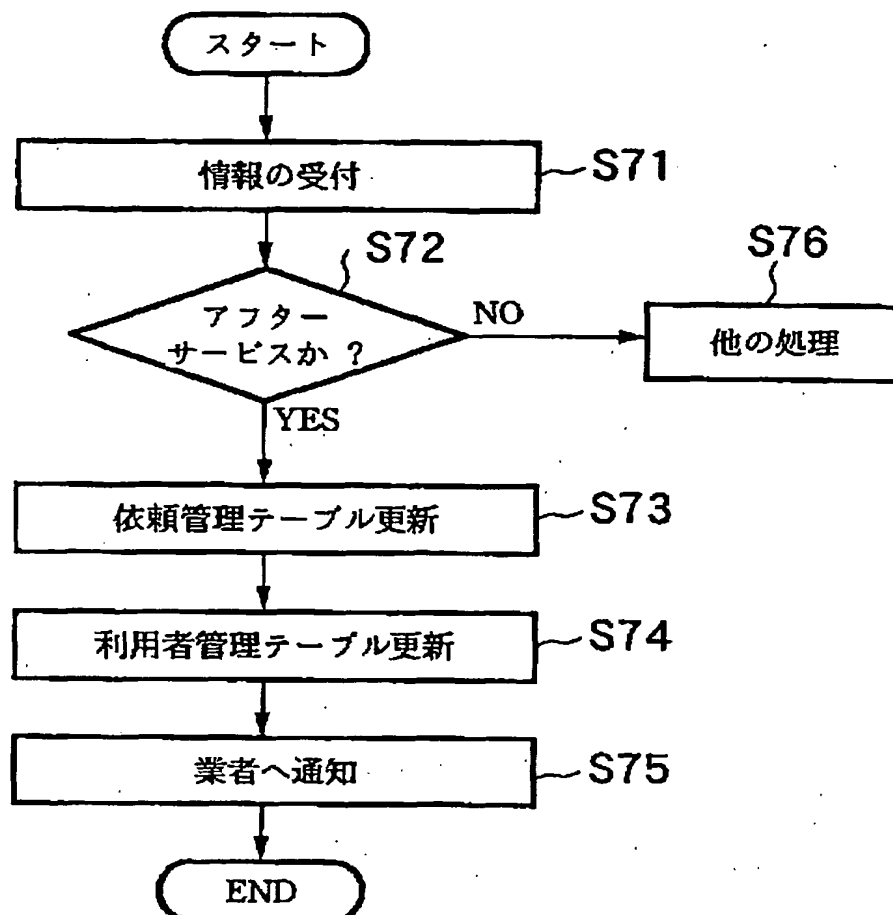 スタート
情報の受付
S71
S72
アフター
サービスか ?
NO
S76
他の処理
YES
依頼管理テーブル更新
S73
利用者管理テーブル更新
S74
業者へ通知
S75
END